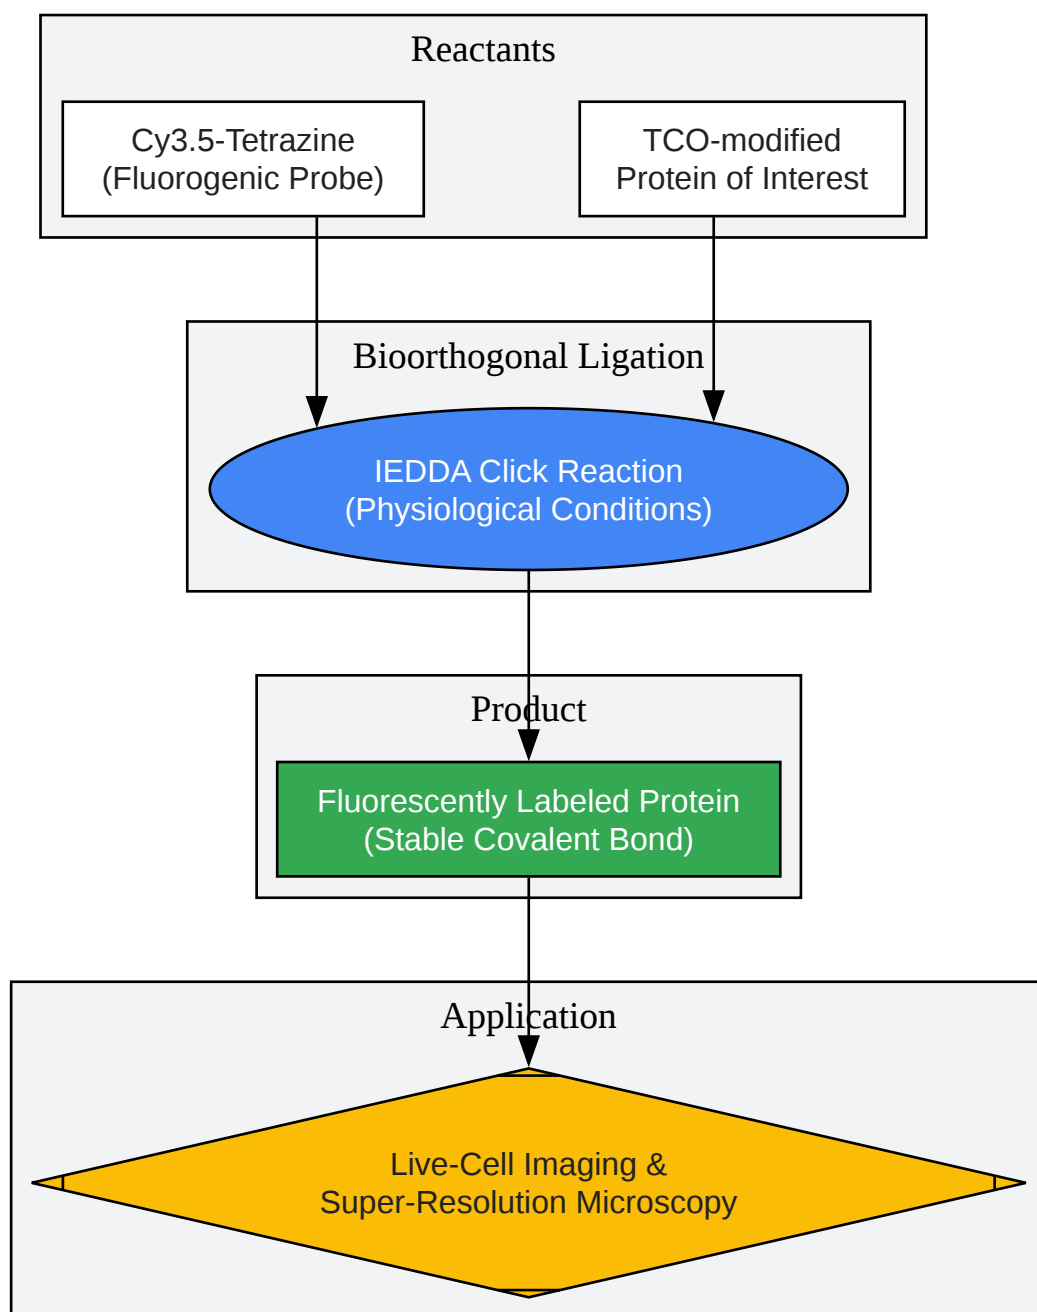 Reactants
Cy3.5-Tetrazine
(Fluorogenic Probe)
TCO-modified
Protein of Interest
Bioorthogonal Ligation
IEDDA Click Reaction
(Physiological Conditions)
Product
Fluorescently Labeled Protein
(Stable Covalent Bond)
Application
Live-Cell Imaging &
Super-Resolution Microscopy